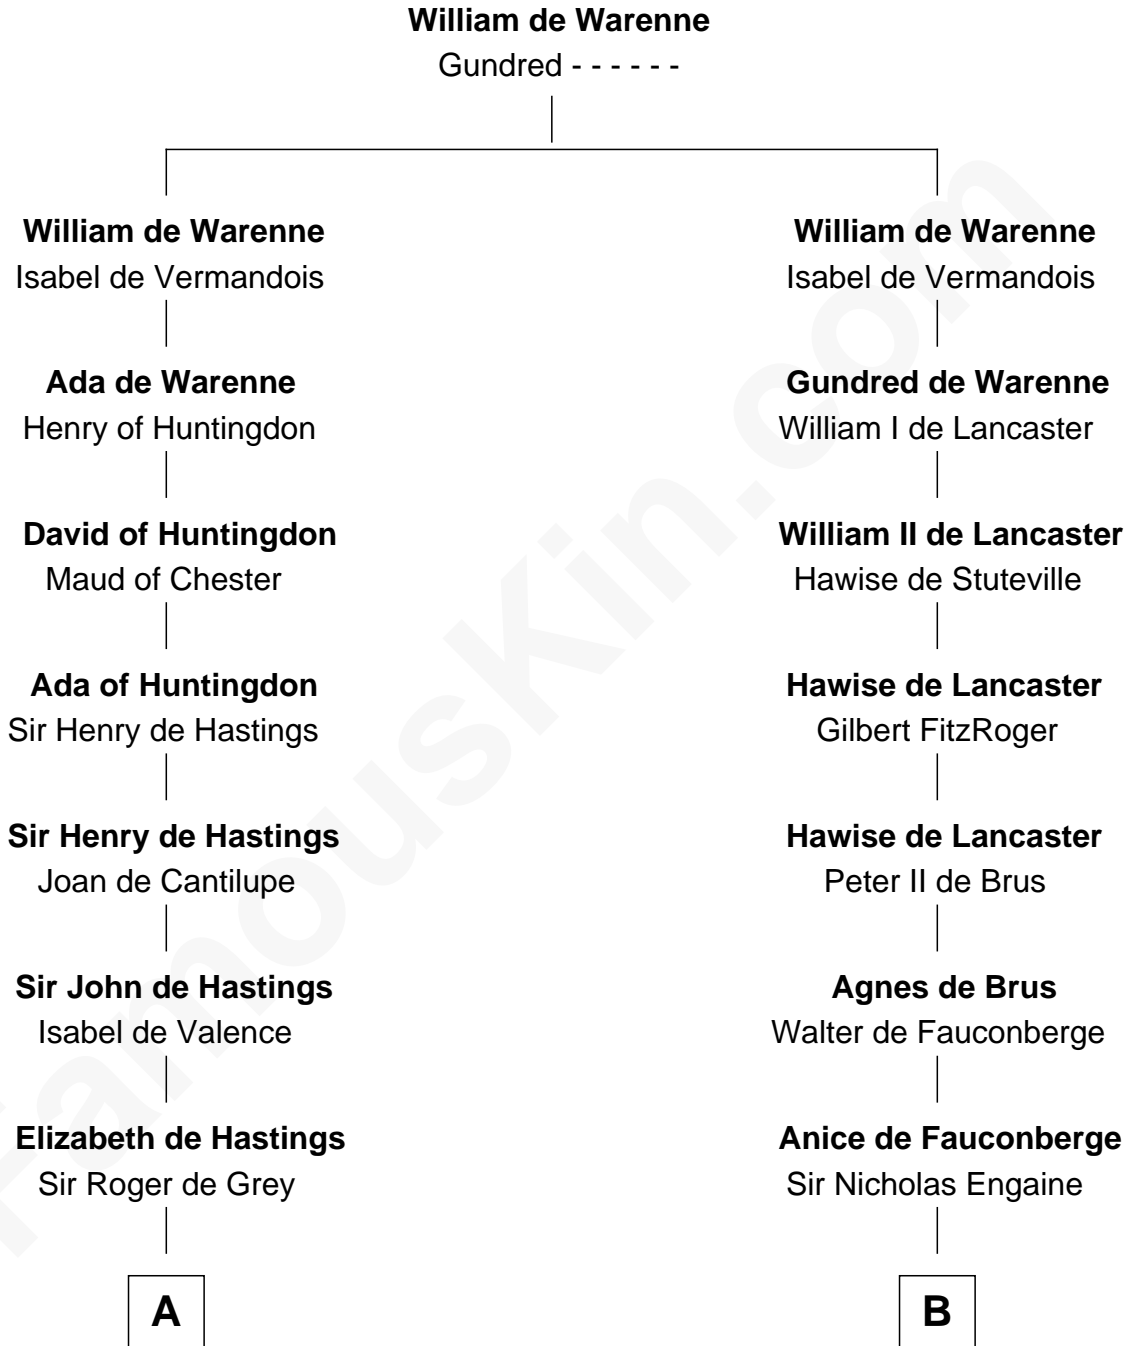 William de Warenne
Gundred - - - - - -
William de Warenne
Isabel de Vermandois
William de Warenne
Isabel de Vermandois
Ada de Warenne
Henry of Huntingdon
Gundred de Warenne
William I de Lancaster
David of Huntingdon
Maud of Chester
William II de Lancaster
Hawise de Stuteville
Ada of Huntingdon
Sir Henry de Hastings
Hawise de Lancaster
Gilbert FitzRoger
Sir Henry de Hastings
Joan de Cantilupe
Hawise de Lancaster
Peter II de Brus
Sir John de Hastings
Isabel de Valence
Agnes de Brus
Walter de Fauconberge
Elizabeth de Hastings
Sir Roger de Grey
Anice de Fauconberge
Sir Nicholas Engaine
A
B
FamousKin.com